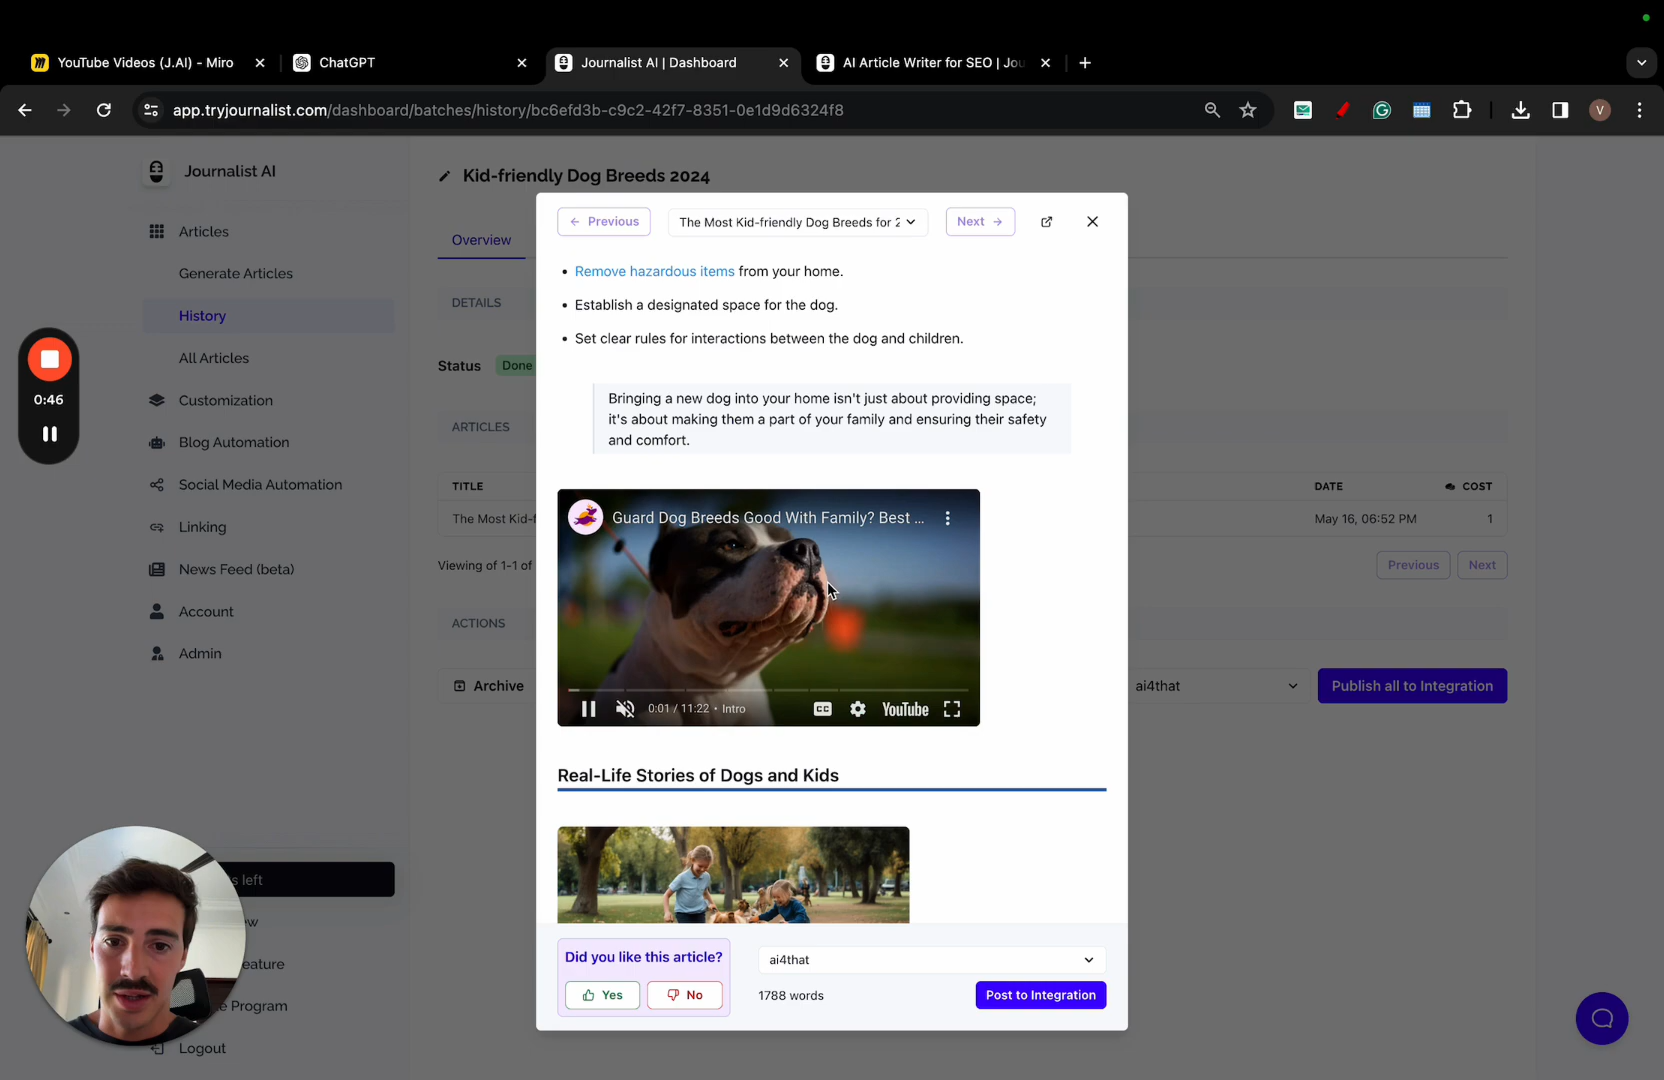 YouTube Videos (J.AI) - Miro
ChatGPT
Journalist AI | Dashboard
AI Article Writer for SEO | Jou
app.tryjournalist.com/dashboard/batches/history/bc6efd3b-c9c2-42f7-8351-0e1d9d6324f8
V
Journalist AI
Articles
Generate Articles
History
All Articles
Customization
Blog Automation
Social Media Automation
Linking
News Feed (beta)
Account
Admin
s left
ew
eature
e Program
Logout
0:46
Kid-friendly Dog Breeds 2024
Overview
DETAILS
Status Done
ARTICLES
TITLE DATE COST
The Most Kid-f May 16, 06:52 PM 1
Viewing of 1-1 of
Previous Next
ACTIONS
Archive ai4that Publish all to Integration
Previous The Most Kid-friendly Dog Breeds for 2 Next
Remove hazardous items from your home.
Establish a designated space for the dog.
Set clear rules for interactions between the dog and children.
Bringing a new dog into your home isn't just about providing space;
it's about making them a part of your family and ensuring their safety
and comfort.
Guard Dog Breeds Good With Family? Best ...
0:01 / 11:22 • Intro CC YouTube
Real-Life Stories of Dogs and Kids
Did you like this article?
Yes No
ai4that
1788 words
Post to Integration